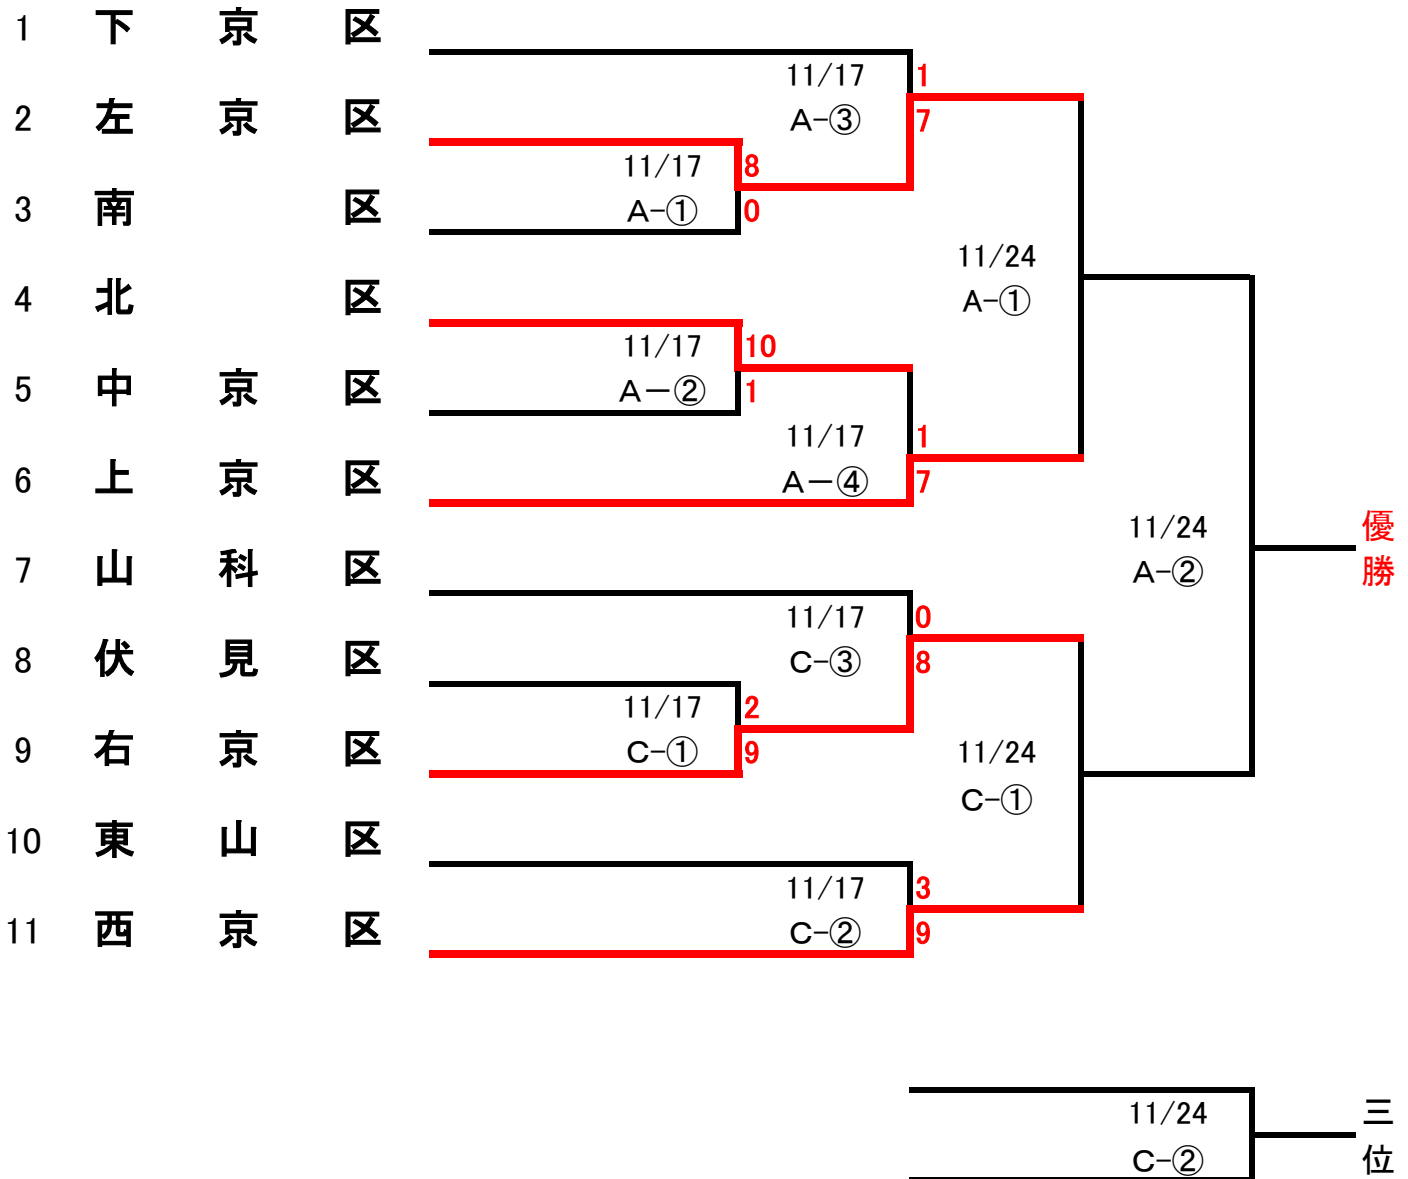 1 下 京 区
11/17 1
2 左 京 区 A-③ 7
11/17 8
3 南 区 A-① 0
11/24
4 北 区 A-①
11/17 10
5 中 京 区 A－② 1
11/17 1
6 上 京 区 A－④ 7
11/24 優
7 山 科 区 A-② 勝
11/17 0
8 伏 見 区 C-③ 8
11/17 2
9 右 京 区 C-① 9 11/24
C-①
10 東 山 区
11/17 3
11 西 京 区 C-② 9
11/24 三
C-② 位